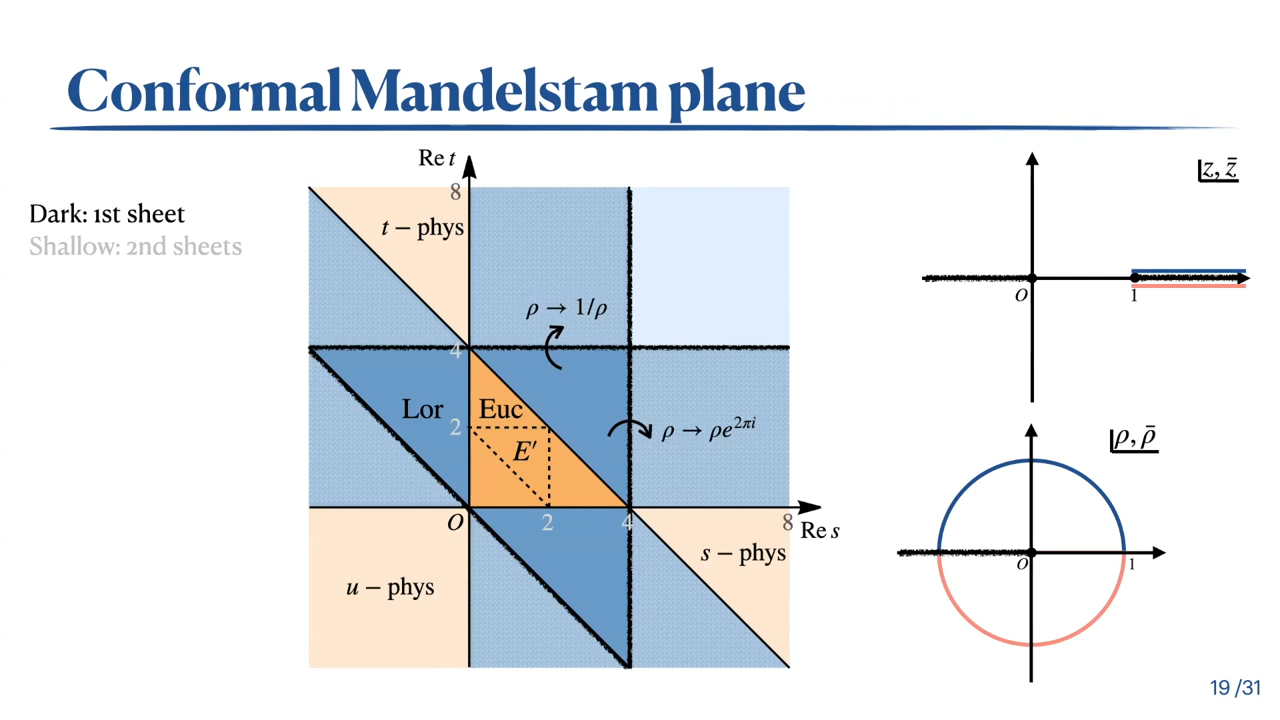 Conformal Mandelstam plane
Dark: 1st sheet
Shallow: 2nd sheets
Re t
8
t − phys
ρ → 1/ρ
4
Lor
Euc
2
E′
ρ → ρe^{2πi}
O
2
4
8
Re s
s − phys
u − phys
z, z̄
O
1
ρ, ρ̄
O
1
19 /31